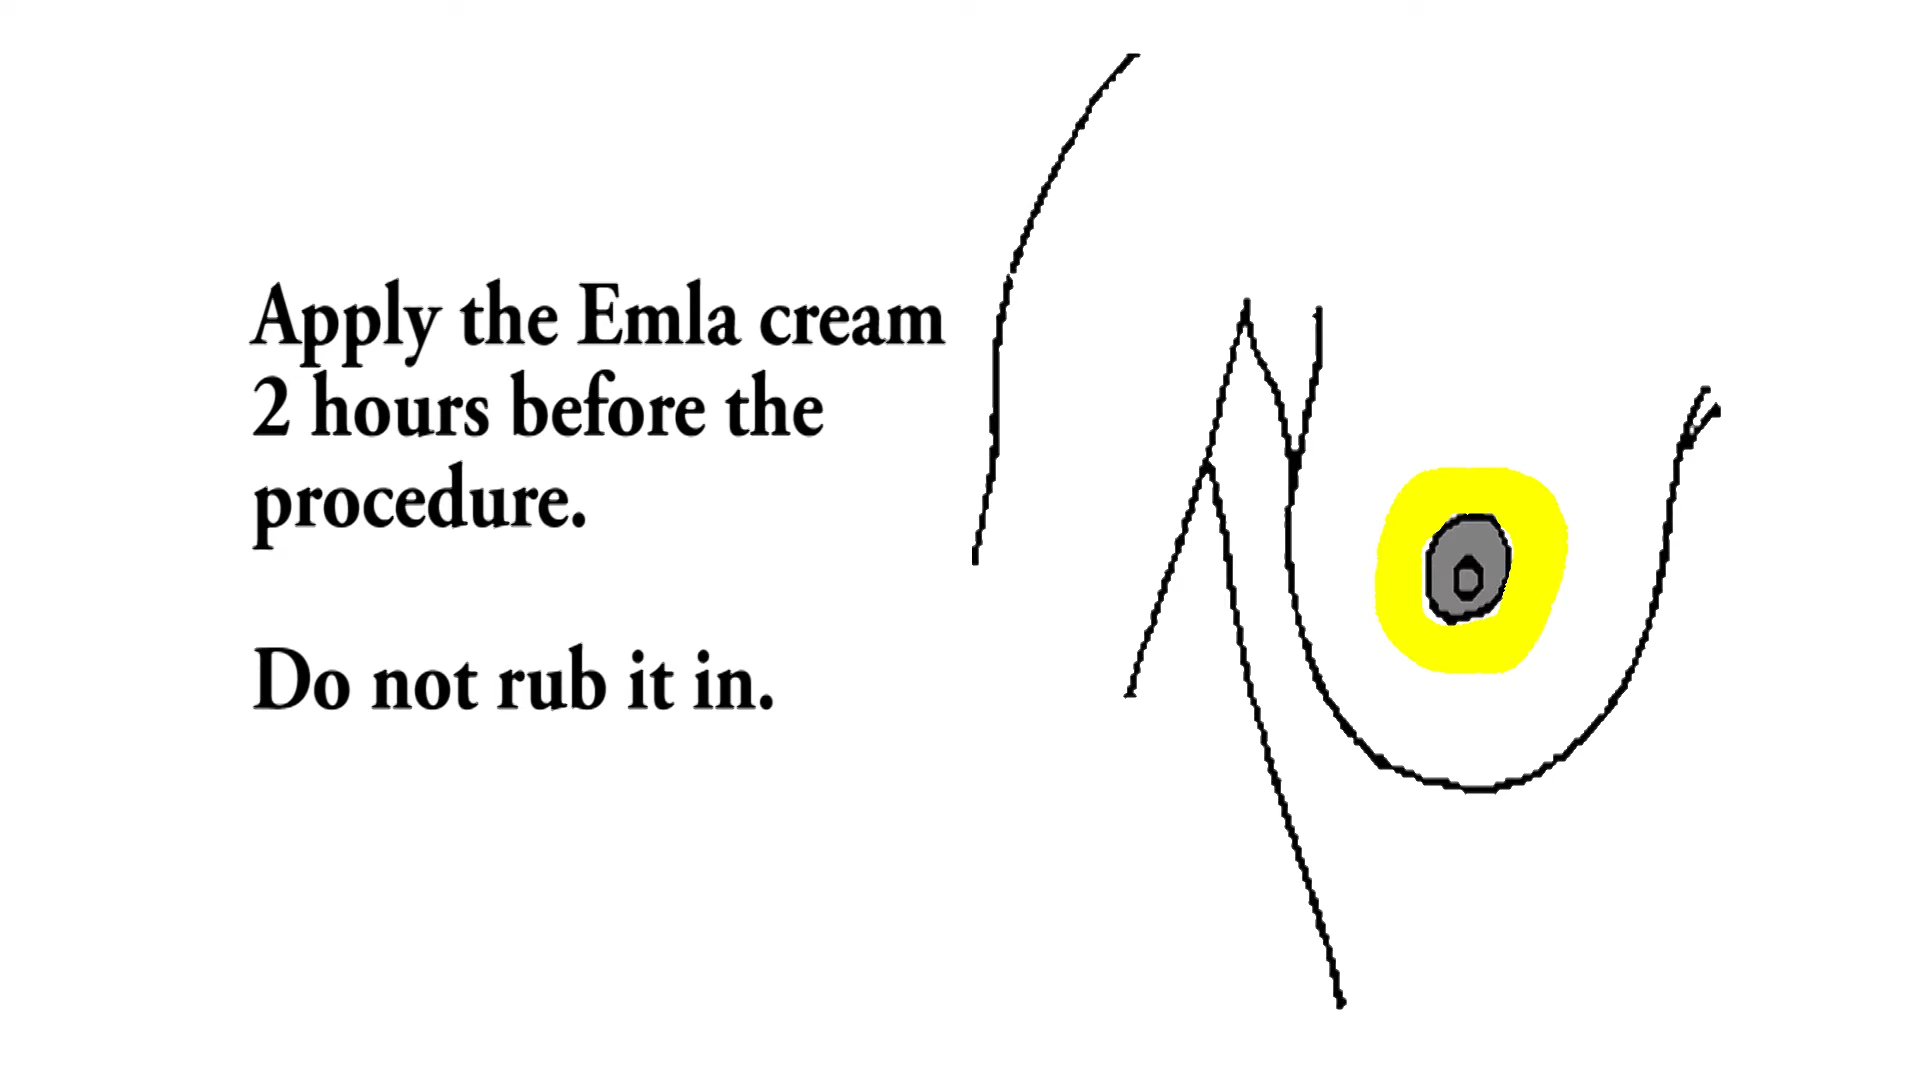 Apply the Emla cream
2 hours before the
procedure.
Do not rub it in.